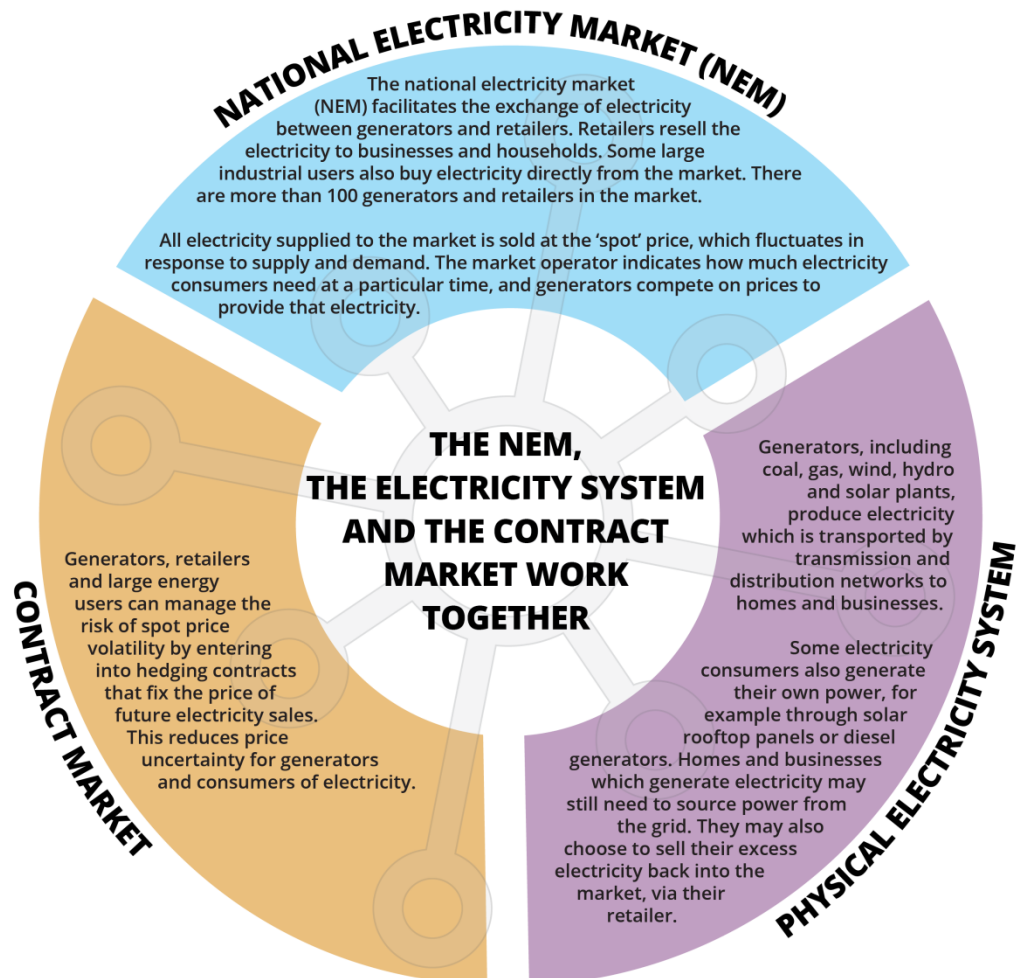 NATIONAL ELECTRICITY MARKET (NEM)
The national electricity market
(NEM) facilitates the exchange of electricity
between generators and retailers. Retailers resell the
electricity to businesses and households. Some large
industrial users also buy electricity directly from the market. There
are more than 100 generators and retailers in the market.
All electricity supplied to the market is sold at the ‘spot’ price, which fluctuates in
response to supply and demand. The market operator indicates how much electricity
consumers need at a particular time, and generators compete on prices to
provide that electricity.
THE NEM,
THE ELECTRICITY SYSTEM
AND THE CONTRACT
MARKET WORK
TOGETHER
CONTRACT MARKET
Generators, retailers
and large energy
users can manage the
risk of spot price
volatility by entering
into hedging contracts
that fix the price of
future electricity sales.
This reduces price
uncertainty for generators
and consumers of electricity.
PHYSICAL ELECTRICITY SYSTEM
Generators, including
coal, gas, wind, hydro
and solar plants,
produce electricity
which is transported by
transmission and
distribution networks to
homes and businesses.
Some electricity
consumers also generate
their own power, for
example through solar
rooftop panels or diesel
generators. Homes and businesses
which generate electricity may
still need to source power from
the grid. They may also
choose to sell their excess
electricity back into the
market, via their
retailer.